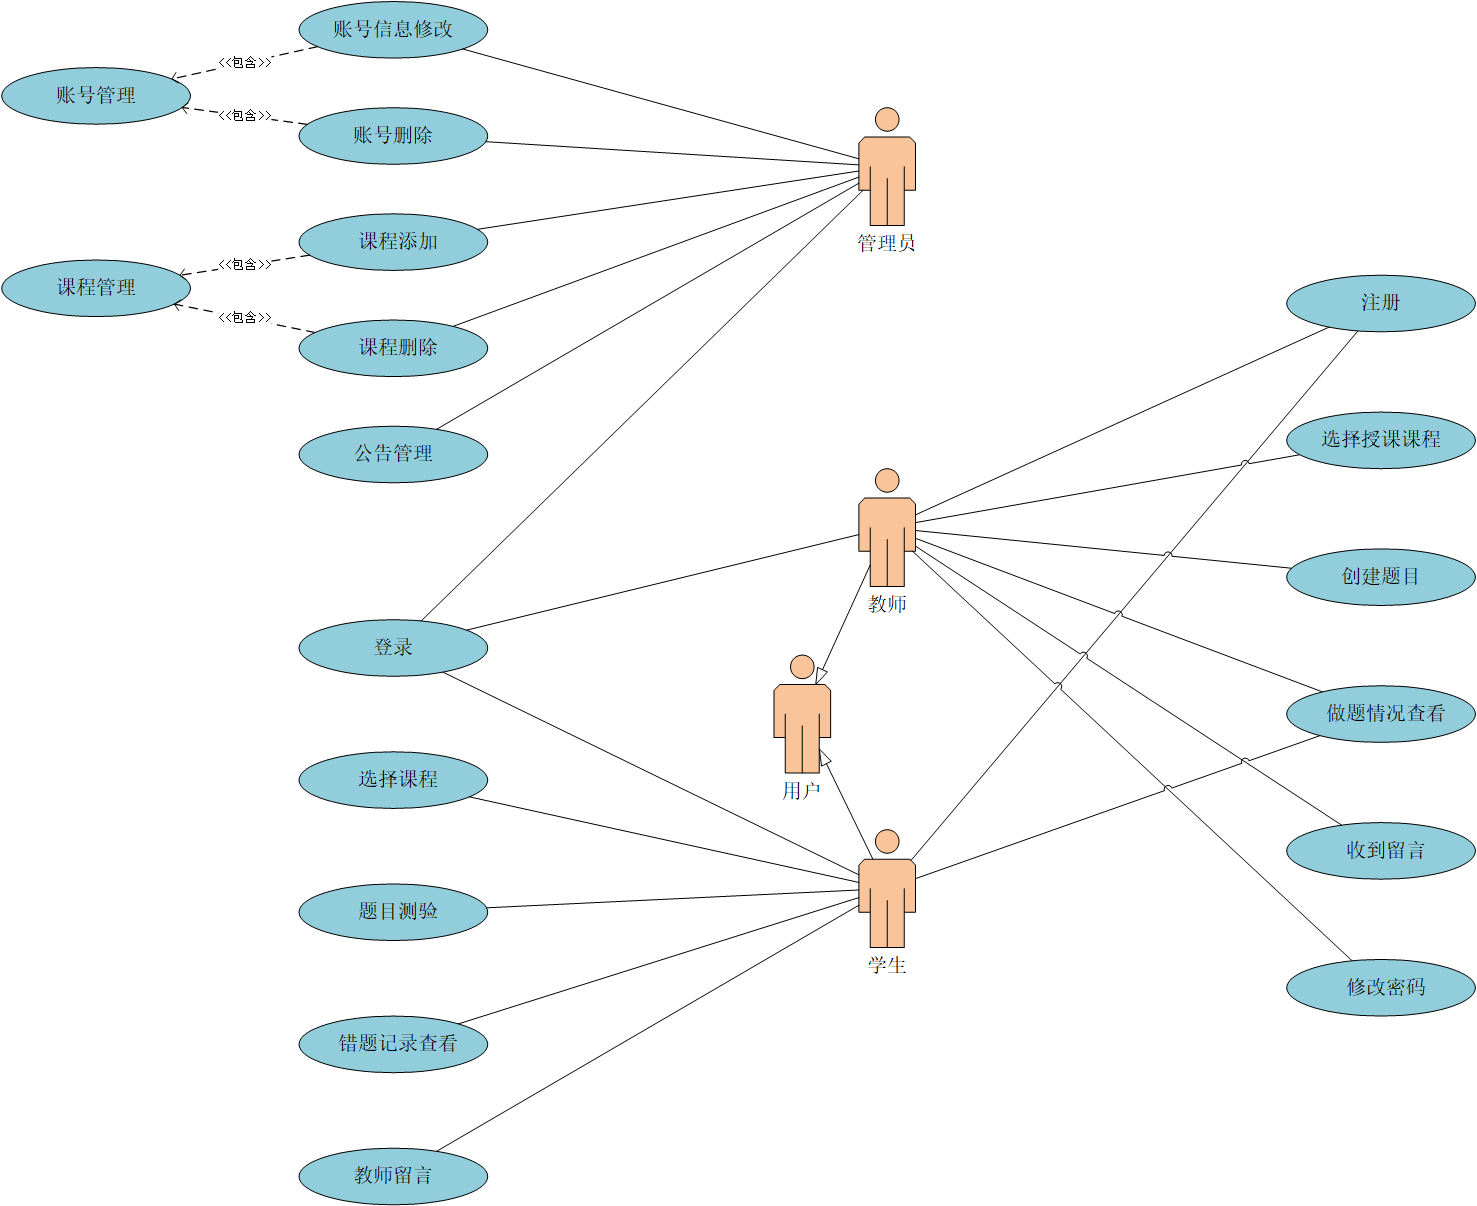 账号信息修改
<<包含>>
账号管理
<<包含>>
账号删除
管理员
课程添加
<<包含>>
课程管理
<<包含>>
课程删除
注册
公告管理
选择授课课程
创建题目
教师
登录
做题情况查看
选择课程
用户
收到留言
题目测验
学生
修改密码
错题记录查看
教师留言